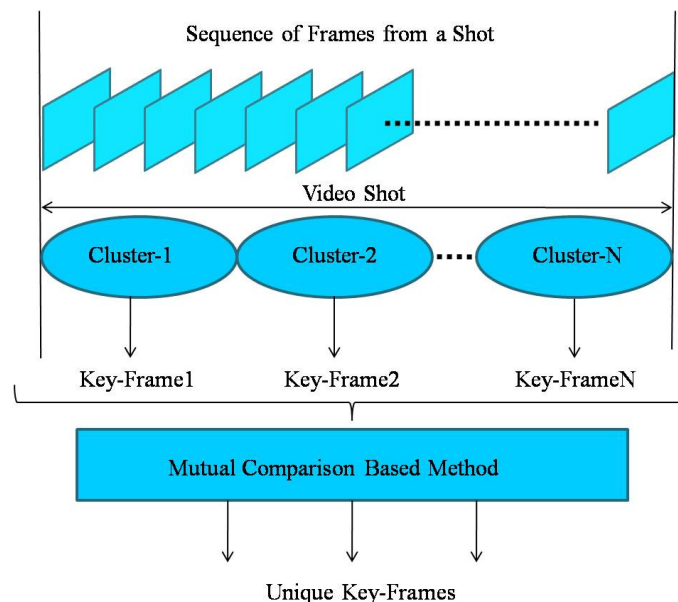 Sequence of Frames from a Shot
Video Shot
Cluster-1 Cluster-2 Cluster-N
Key-Frame1 Key-Frame2 Key-FrameN
Mutual Comparison Based Method
Unique Key-Frames